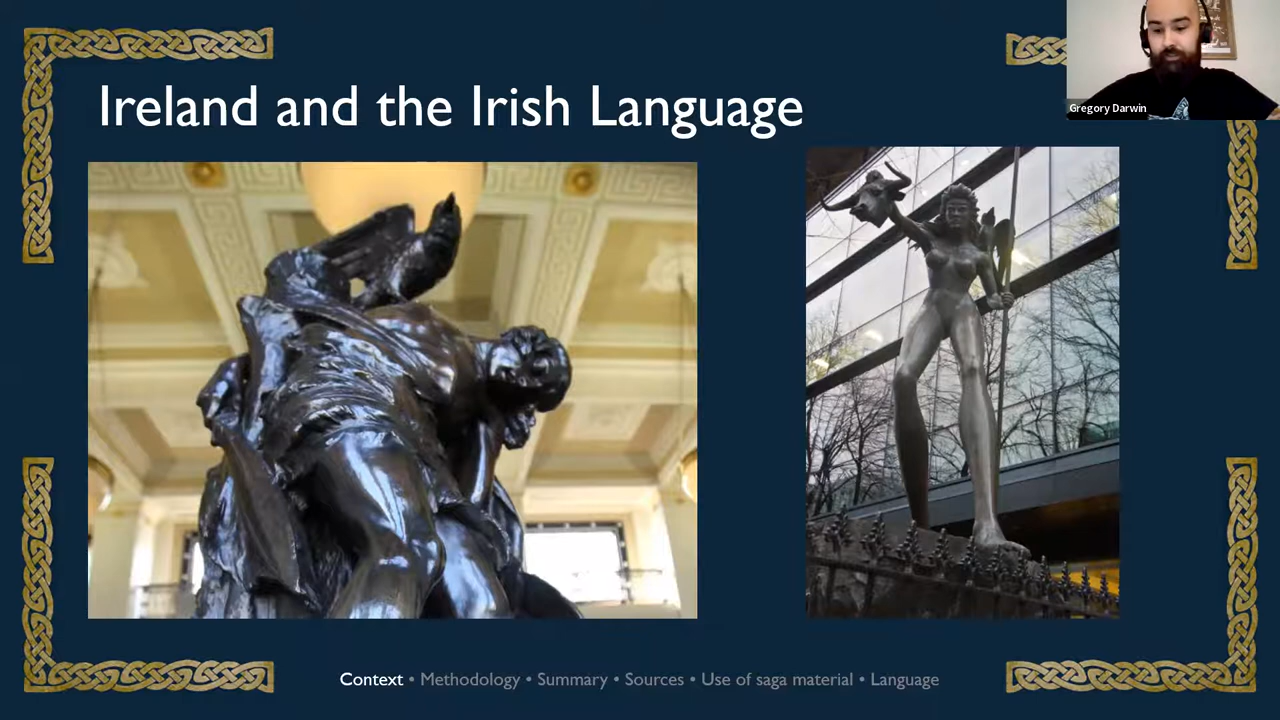 Ireland and the Irish Language
Gregory Darwin
Context • Methodology • Summary • Sources • Use of saga material • Language